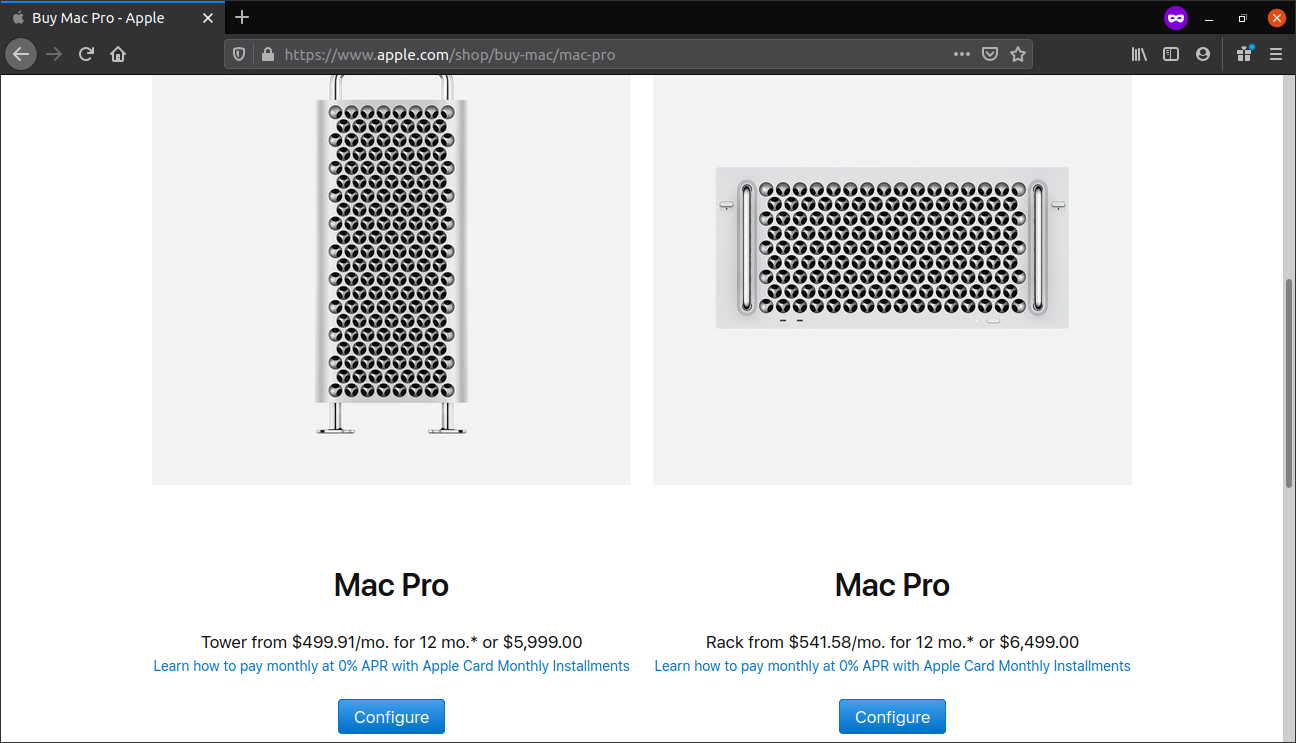 Buy Mac Pro - Apple
https://www.apple.com/shop/buy-mac/mac-pro
Mac Pro
Tower from $499.91/mo. for 12 mo.* or $5,999.00
Learn how to pay monthly at 0% APR with Apple Card Monthly Installments
Configure
Mac Pro
Rack from $541.58/mo. for 12 mo.* or $6,499.00
Learn how to pay monthly at 0% APR with Apple Card Monthly Installments
Configure